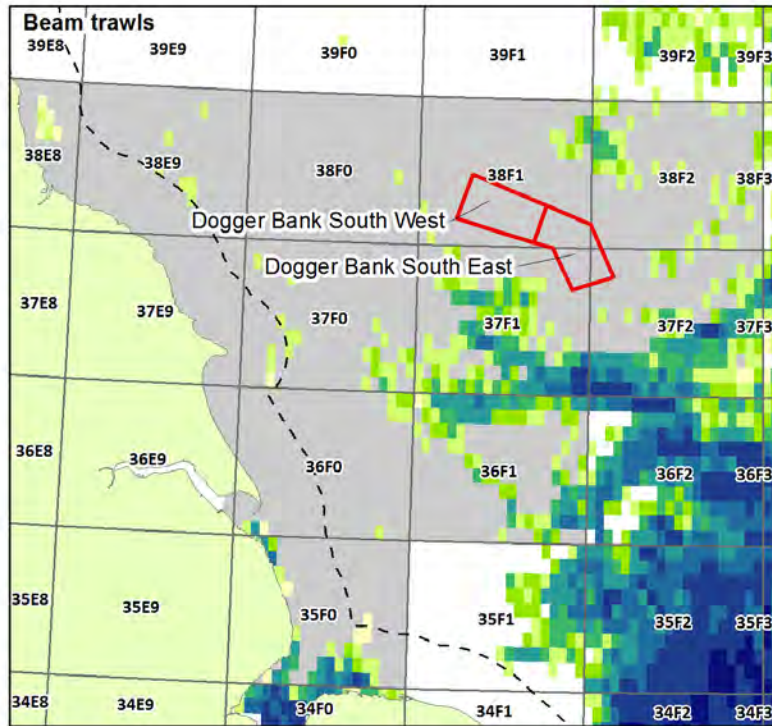 Beam trawls
39E8
39E9
39F0
39F1
39F2
39F3
38E8
38E9
38F0
38F1
38F2
38F3
Dogger Bank South West
Dogger Bank South East
37E8
37E9
37F0
37F1
37F2
37F3
36E8
36E9
36F0
36F1
36F2
36F3
35E8
35E9
35F0
35F1
35F2
35F3
34E8
34E9
34F0
34F1
34F2
34F3